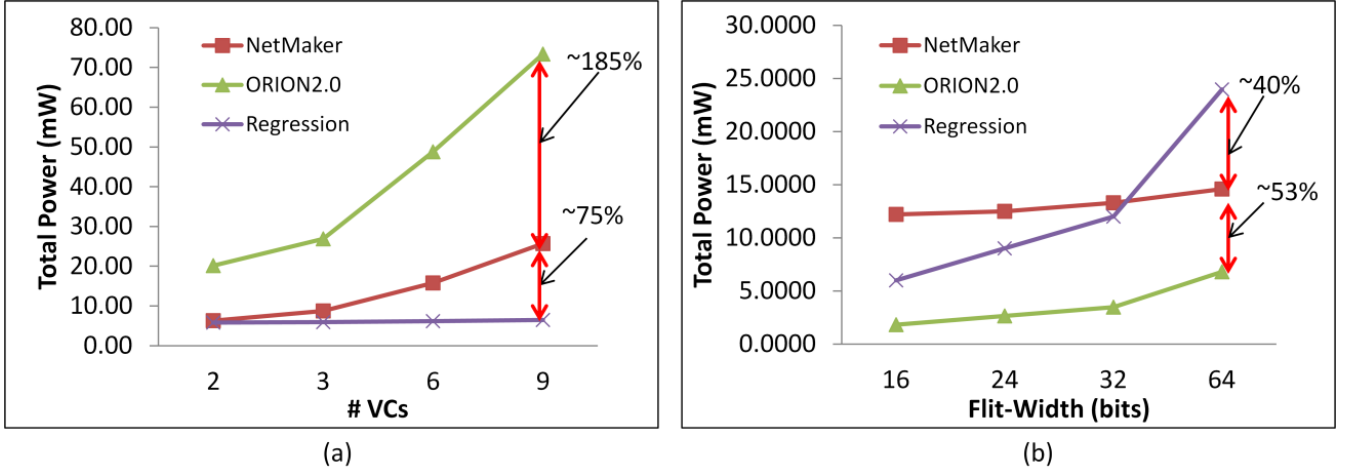 80.00
70.00
60.00
50.00
40.00
30.00
20.00
10.00
0.00
Total Power (mW)
NetMaker
ORION2.0
Regression
~185%
~75%
2 3 6 9
# VCs
(a)
30.0000
25.0000
20.0000
15.0000
10.0000
5.0000
0.0000
Total Power (mW)
NetMaker
ORION2.0
Regression
~40%
~53%
16 24 32 64
Flit-Width (bits)
(b)